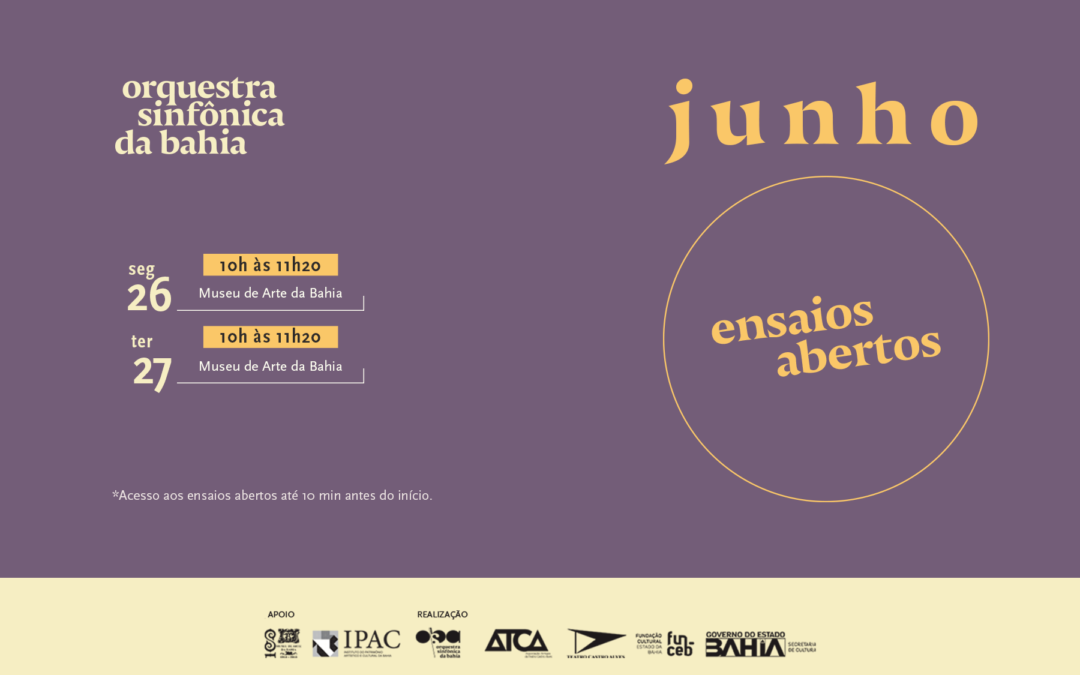 orquestra
sinfônica
da bahia
junho
seg
26
10h às 11h20
Museu de Arte da Bahia
ter
27
10h às 11h20
Museu de Arte da Bahia
ensaios
abertos
*Acesso aos ensaios abertos até 10 min antes do início.
APOIO
REALIZAÇÃO
IPAC
orquestra
sinfônica
da bahia
ATCA
TEATRO CASTRO ALVES
FUNDAÇÃO
CULTURAL
ESTADO DA
BAHIA
fun-
ceb
GOVERNO DO ESTADO
BAHIA
SECRETARIA
DE CULTURA